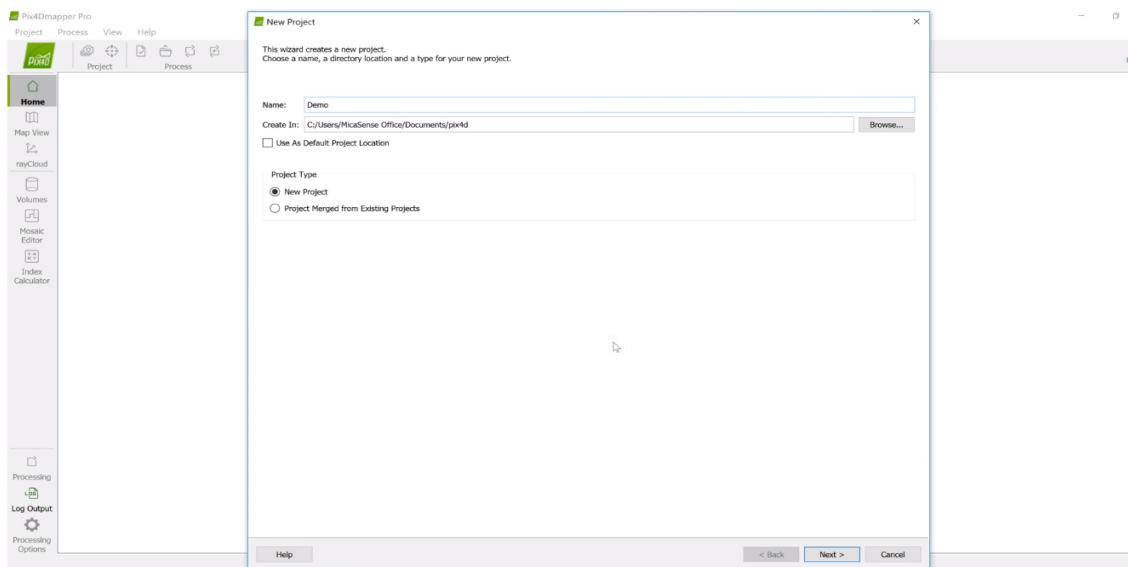 Pix4Dmapper Pro
Project Process View Help
PIX4D
Project
Process
Home
Map View
rayCloud
Volumes
Mosaic
Editor
Index
Calculator
Processing
LOG
Log Output
Processing
Options
New Project
This wizard creates a new project.
Choose a name, a directory location and a type for your new project.
Name: Demo
Create In: C:/Users/MicaSense Office/Documents/pix4d Browse...
Use As Default Project Location
Project Type
New Project
Project Merged from Existing Projects
Help < Back Next > Cancel